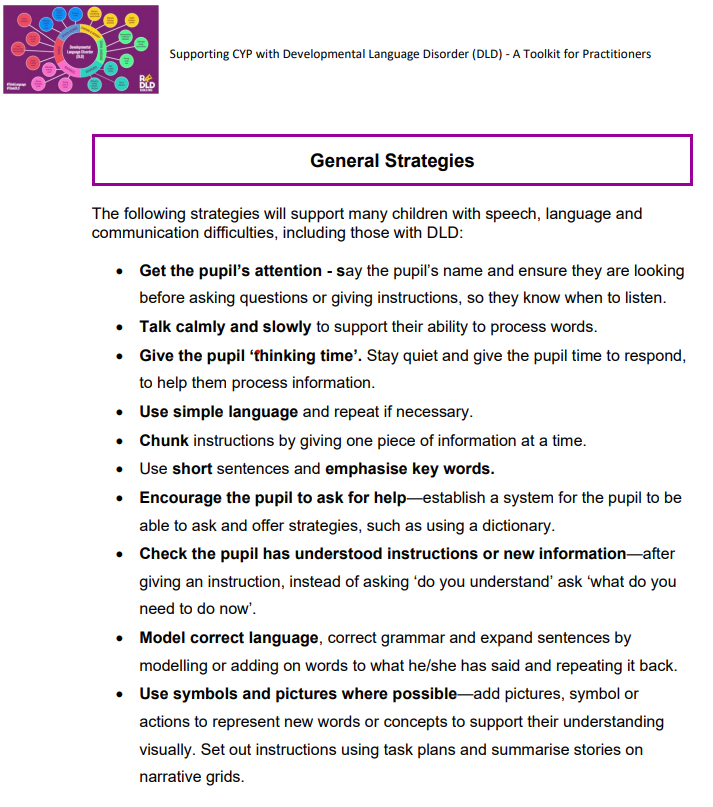 Developmental
Language Disorder
(DLD)
DLD
Supporting CYP with Developmental Language Disorder (DLD) - A Toolkit for Practitioners
General Strategies
The following strategies will support many children with speech, language and
communication difficulties, including those with DLD:
• Get the pupil’s attention - say the pupil’s name and ensure they are looking
before asking questions or giving instructions, so they know when to listen.
• Talk calmly and slowly to support their ability to process words.
• Give the pupil ‘thinking time’. Stay quiet and give the pupil time to respond,
to help them process information.
• Use simple language and repeat if necessary.
• Chunk instructions by giving one piece of information at a time.
• Use short sentences and emphasise key words.
• Encourage the pupil to ask for help—establish a system for the pupil to be
able to ask and offer strategies, such as using a dictionary.
• Check the pupil has understood instructions or new information—after
giving an instruction, instead of asking ‘do you understand’ ask ‘what do you
need to do now’.
• Model correct language, correct grammar and expand sentences by
modelling or adding on words to what he/she has said and repeating it back.
• Use symbols and pictures where possible—add pictures, symbol or
actions to represent new words or concepts to support their understanding
visually. Set out instructions using task plans and summarise stories on
narrative grids.